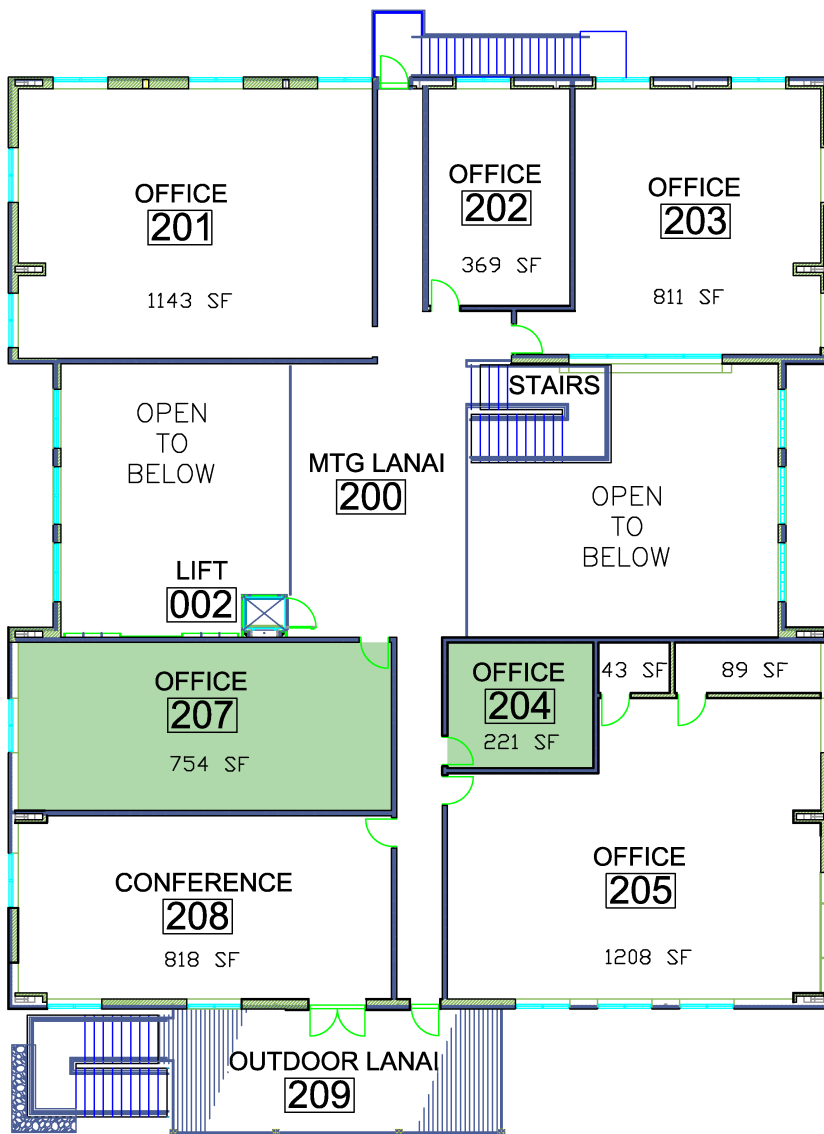 OFFICE
201
1143 SF
OFFICE
202
369 SF
OFFICE
203
811 SF
STAIRS
OPEN
TO
BELOW
MTG LANAI
200
OPEN
TO
BELOW
LIFT
002
OFFICE
207
754 SF
OFFICE
204
221 SF
43 SF
89 SF
OFFICE
205
1208 SF
CONFERENCE
208
818 SF
OUTDOOR LANAI
209